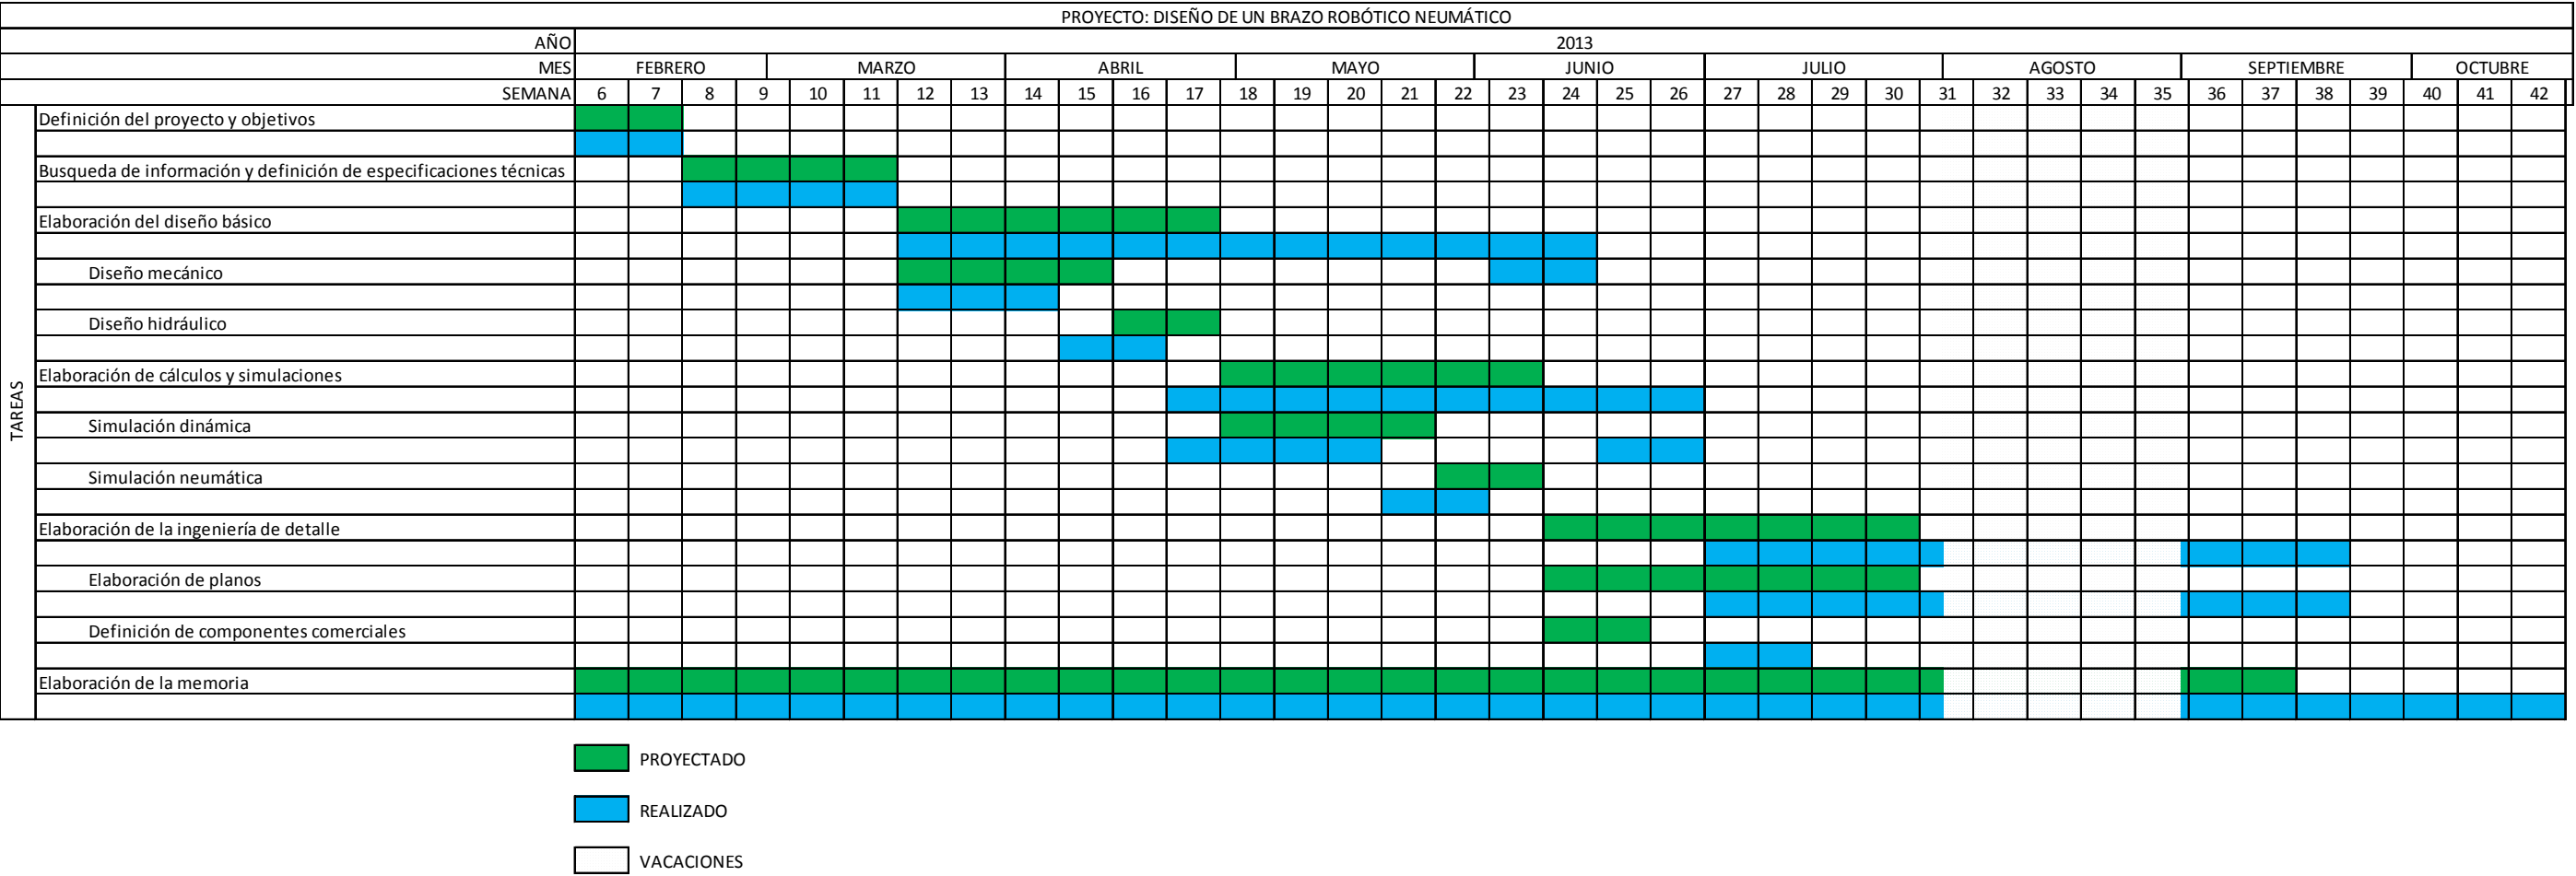 PROYECTO: DISEÑO DE UN BRAZO ROBÓTICO NEUMÁTICO
AÑO 2013
MES FEBRERO MARZO ABRIL MAYO JUNIO JULIO AGOSTO SEPTIEMBRE OCTUBRE
SEMANA 6 7 8 9 10 11 12 13 14 15 16 17 18 19 20 21 22 23 24 25 26 27 28 29 30 31 32 33 34 35 36 37 38 39 40 41 42
TAREAS
Definición del proyecto y objetivos
Busqueda de información y definición de especificaciones técnicas
Elaboración del diseño básico
Diseño mecánico
Diseño hidráulico
Elaboración de cálculos y simulaciones
Simulación dinámica
Simulación neumática
Elaboración de la ingeniería de detalle
Elaboración de planos
Definición de componentes comerciales
Elaboración de la memoria
PROYECTADO
REALIZADO
VACACIONES